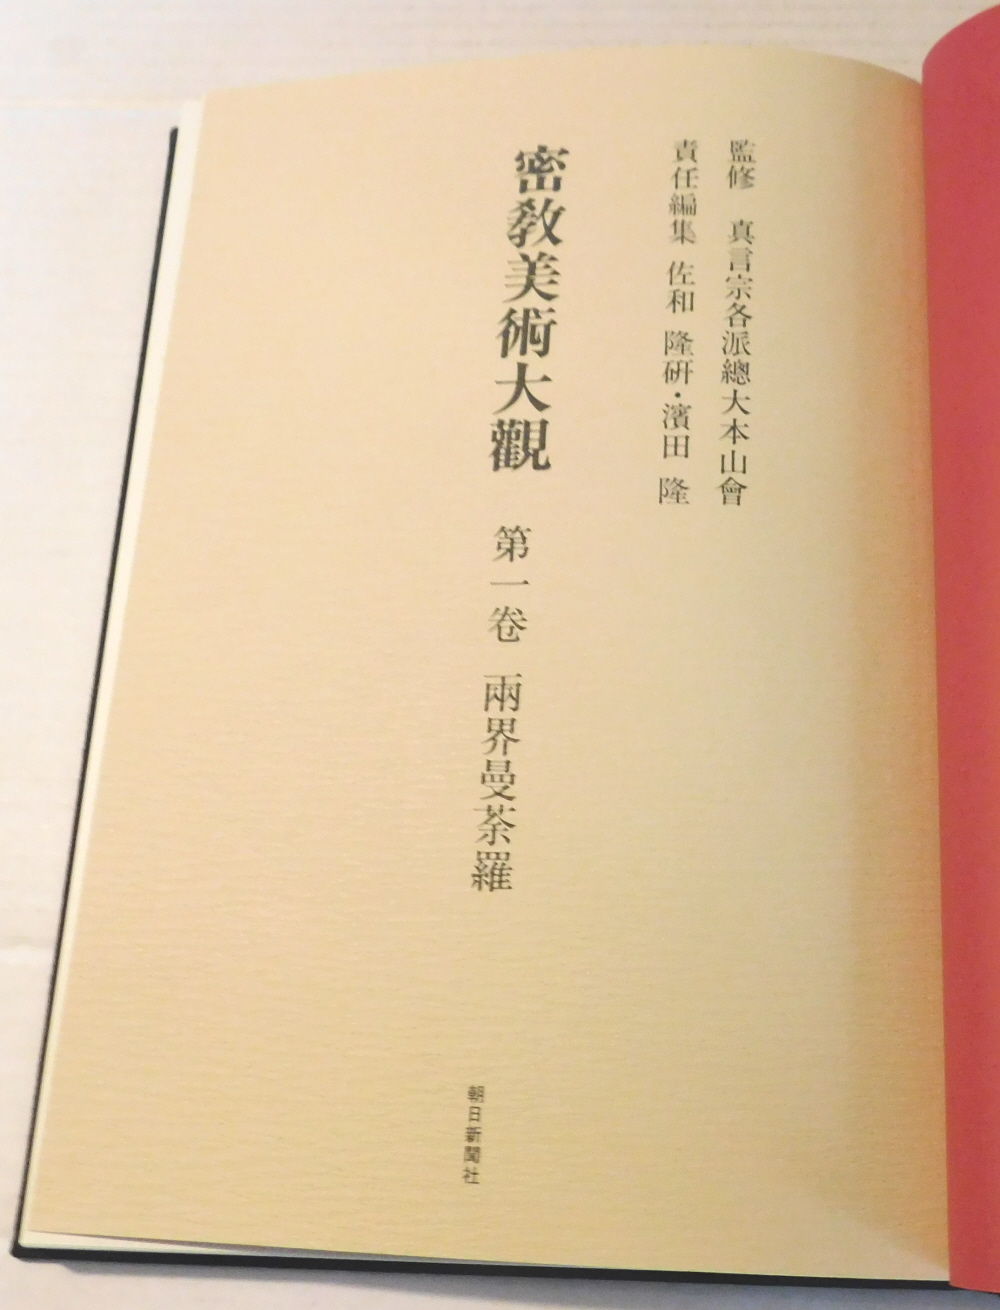 監修 真言宗各派總大本山會
責任編集 佐和 隆研・濱田 隆
密教美術大觀 第一卷 兩界曼荼羅
朝日新聞社